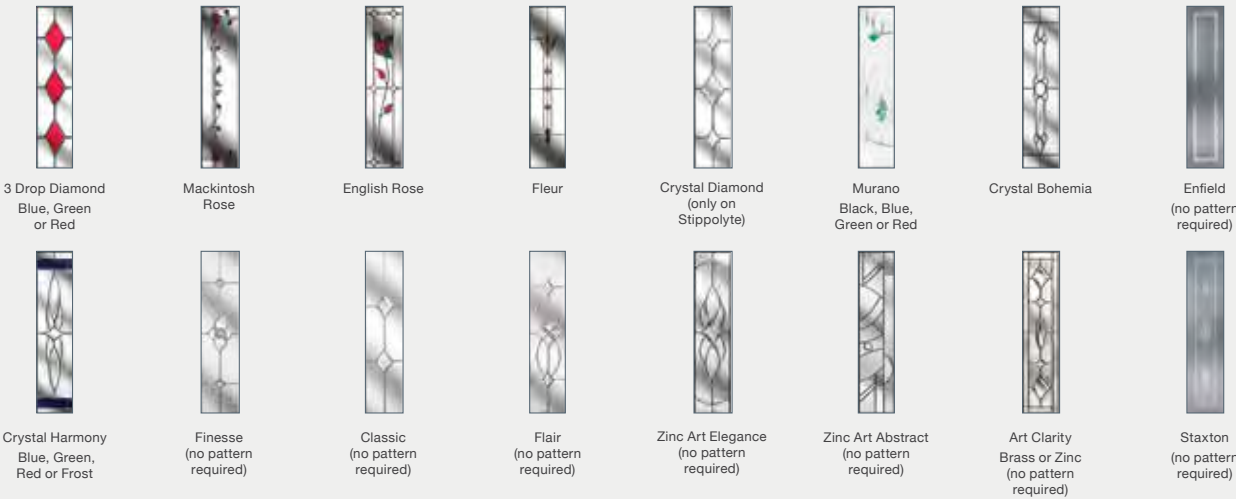 3 Drop Diamond
Blue, Green
or Red
Mackintosh
Rose
English Rose
Fleur
Crystal Diamond
(only on
Stippolyte)
Murano
Black, Blue,
Green or Red
Crystal Bohemia
Enfield
(no pattern
required)
Crystal Harmony
Blue, Green,
Red or Frost
Finesse
(no pattern
required)
Classic
(no pattern
required)
Flair
(no pattern
required)
Zinc Art Elegance
(no pattern
required)
Zinc Art Abstract
(no pattern
required)
Art Clarity
Brass or Zinc
(no pattern
required)
Staxton
(no pattern
required)